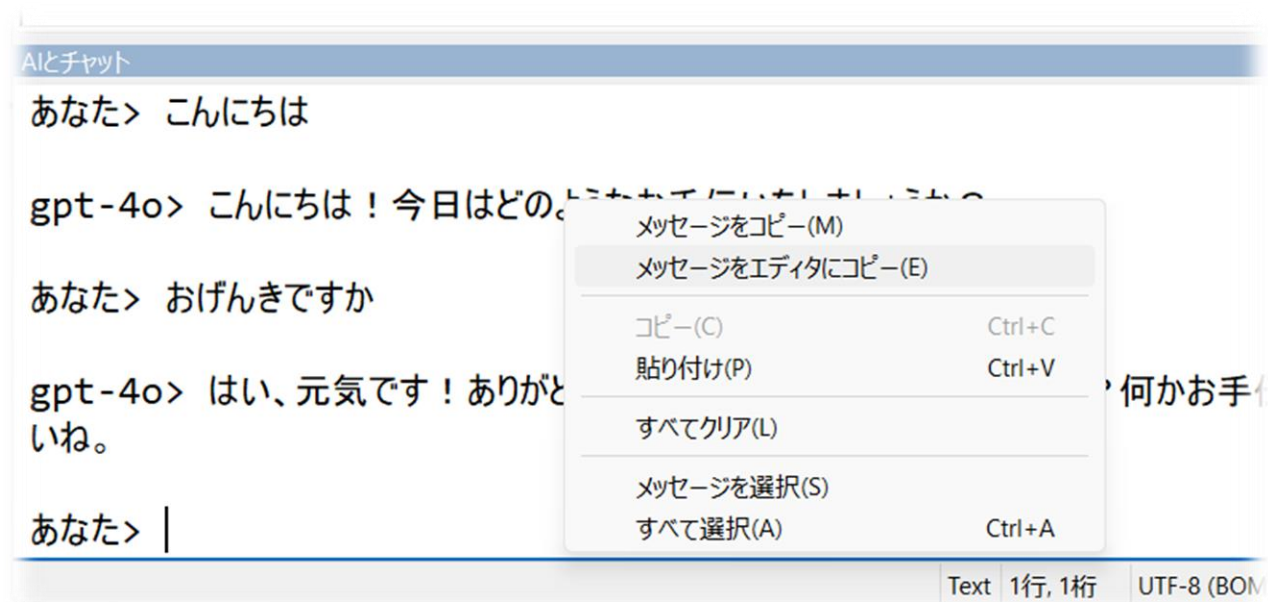 AIとチャット
あなた> こんにちは
gpt-4o> こんにちは！今日はどのよ
メッセージをコピー(M)
メッセージをエディタにコピー(E)
あなた> おげんきですか
コピー(C) Ctrl+C
貼り付け(P) Ctrl+V
gpt-4o> はい、元気です！ありがと ？何かお手
いね。
すべてクリア(L)
メッセージを選択(S)
すべて選択(A) Ctrl+A
あなた>
Text 1行, 1桁 UTF-8 (BOM